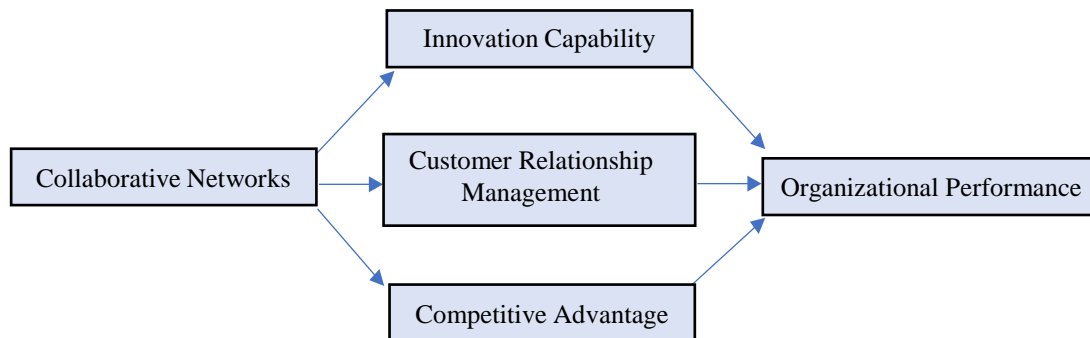 Innovation Capability
Collaborative Networks
Customer Relationship
Management
Organizational Performance
Competitive Advantage